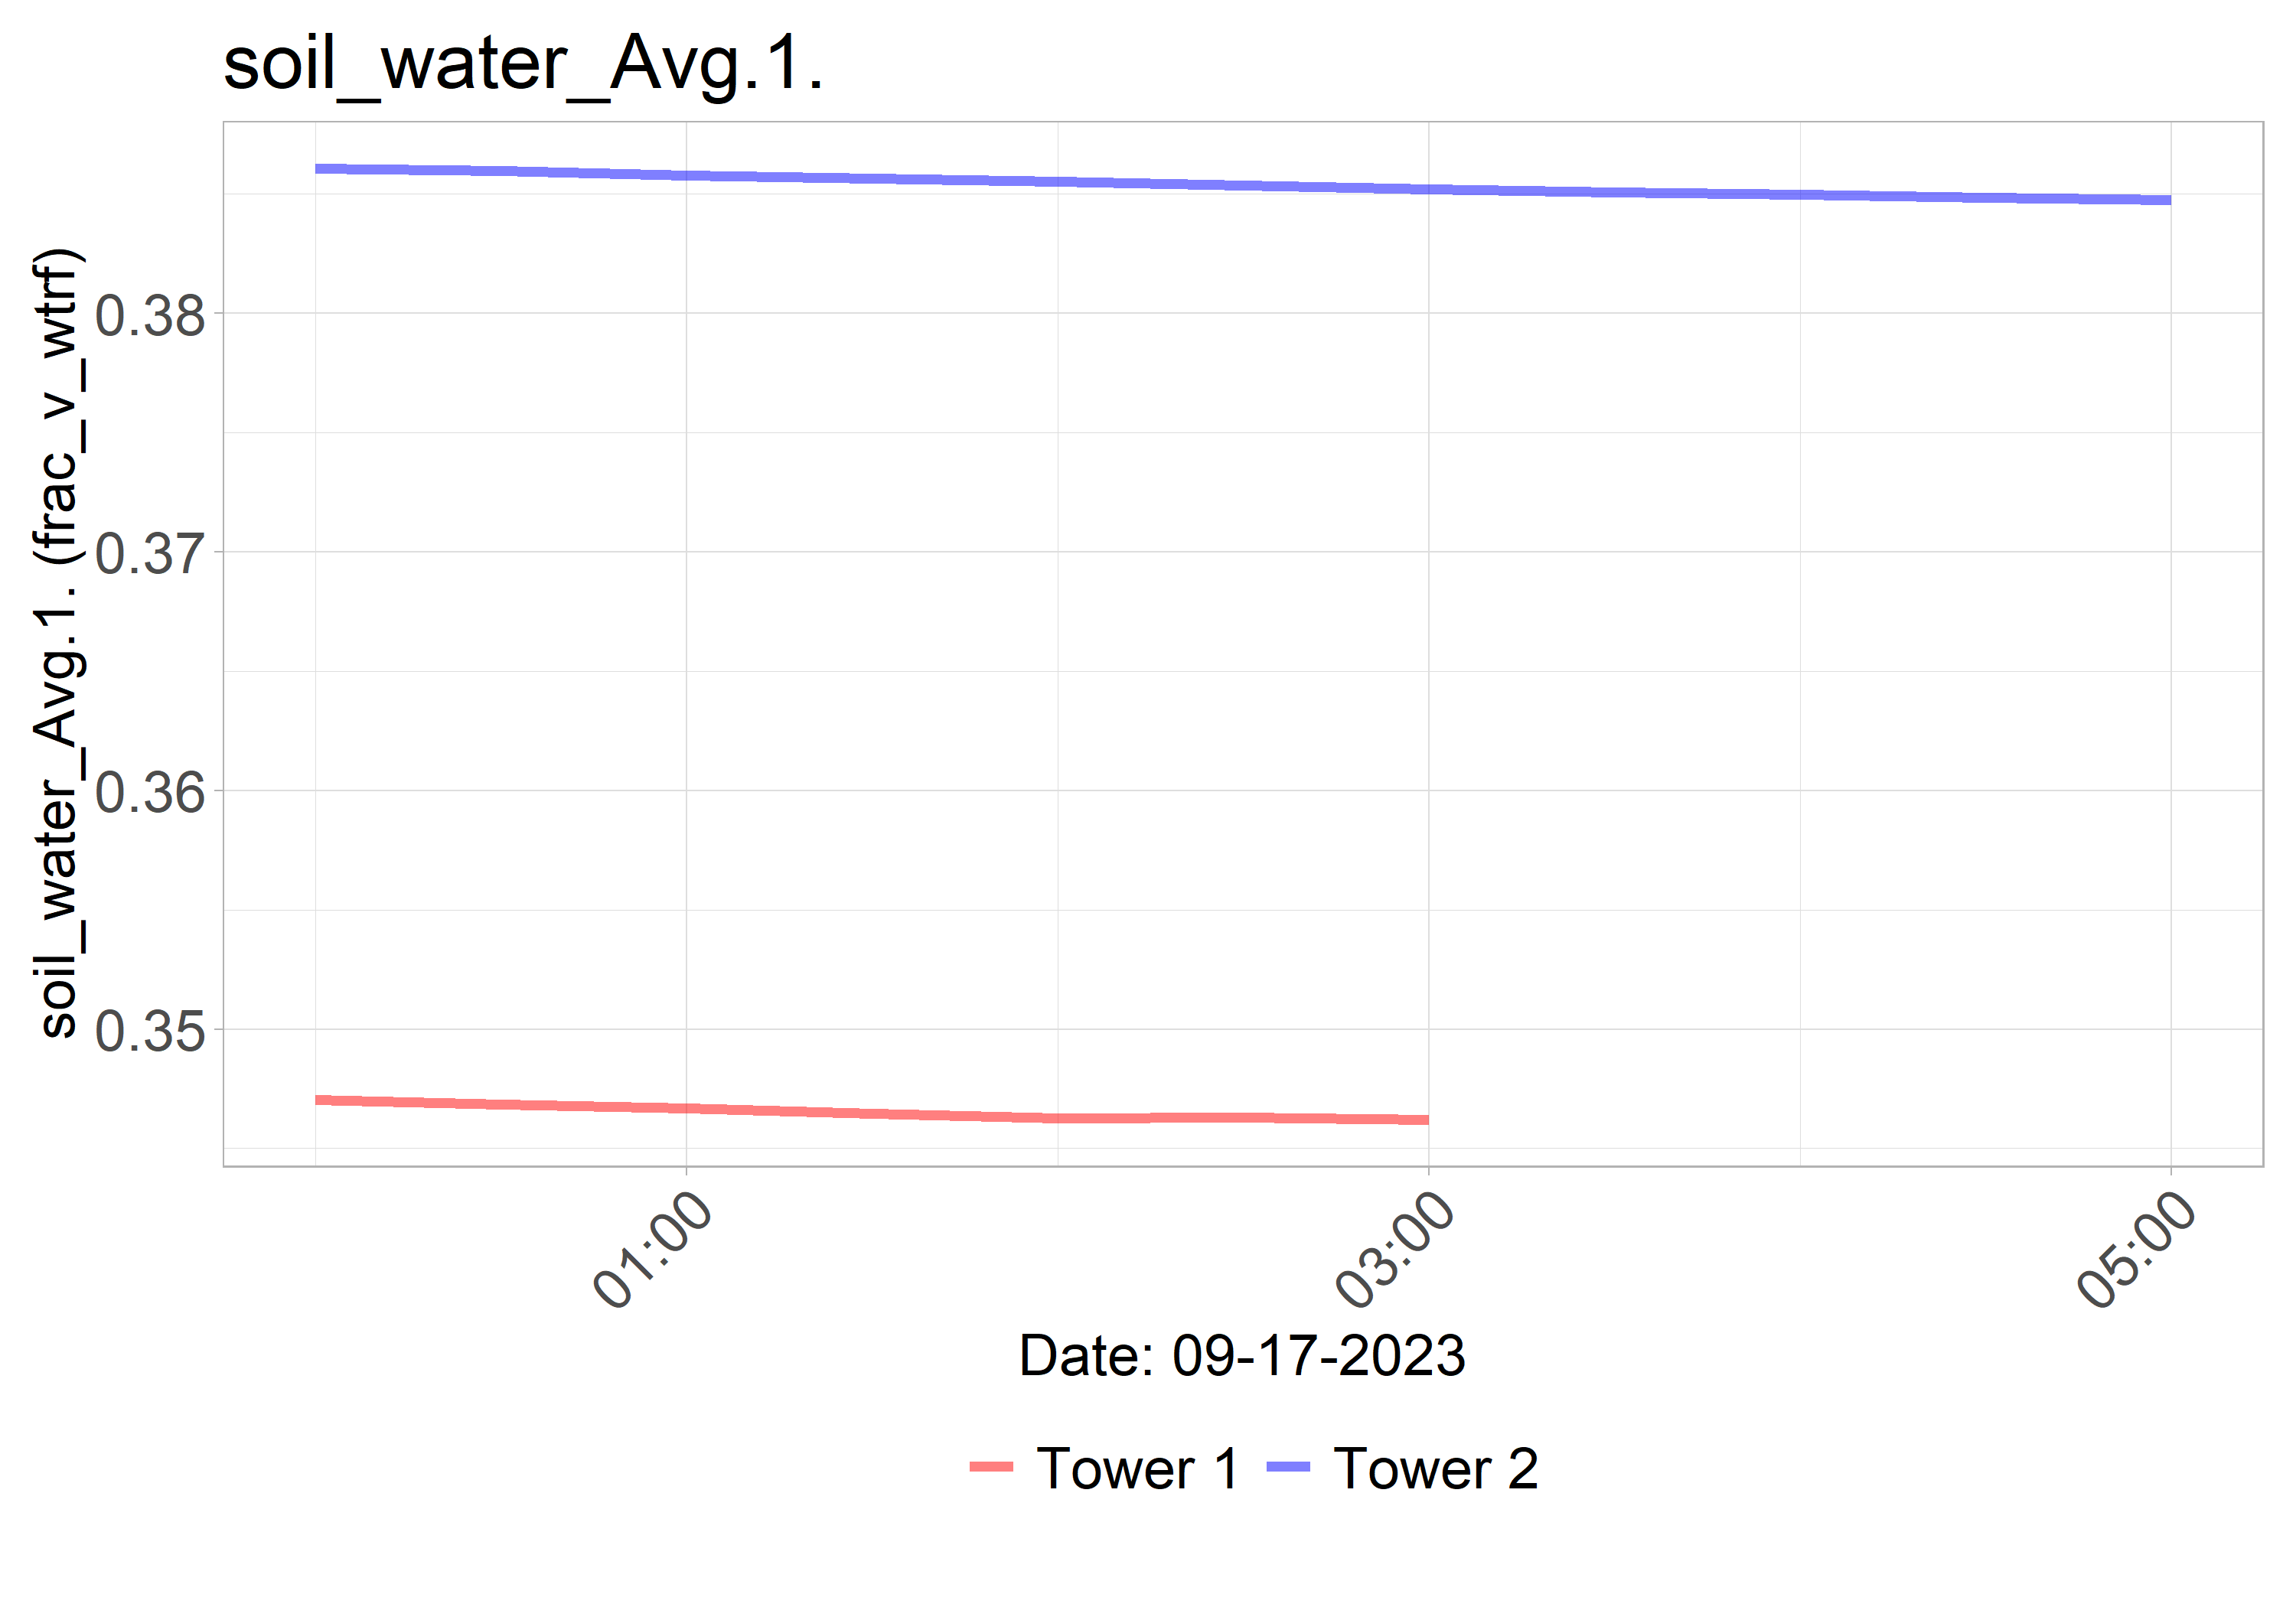 soil_water_Avg.1.
soil_water_Avg.1. (frac_v_wtrf)
0.38
0.37
0.36
0.35
01:00
03:00
05:00
Date: 09-17-2023
Tower 1
Tower 2